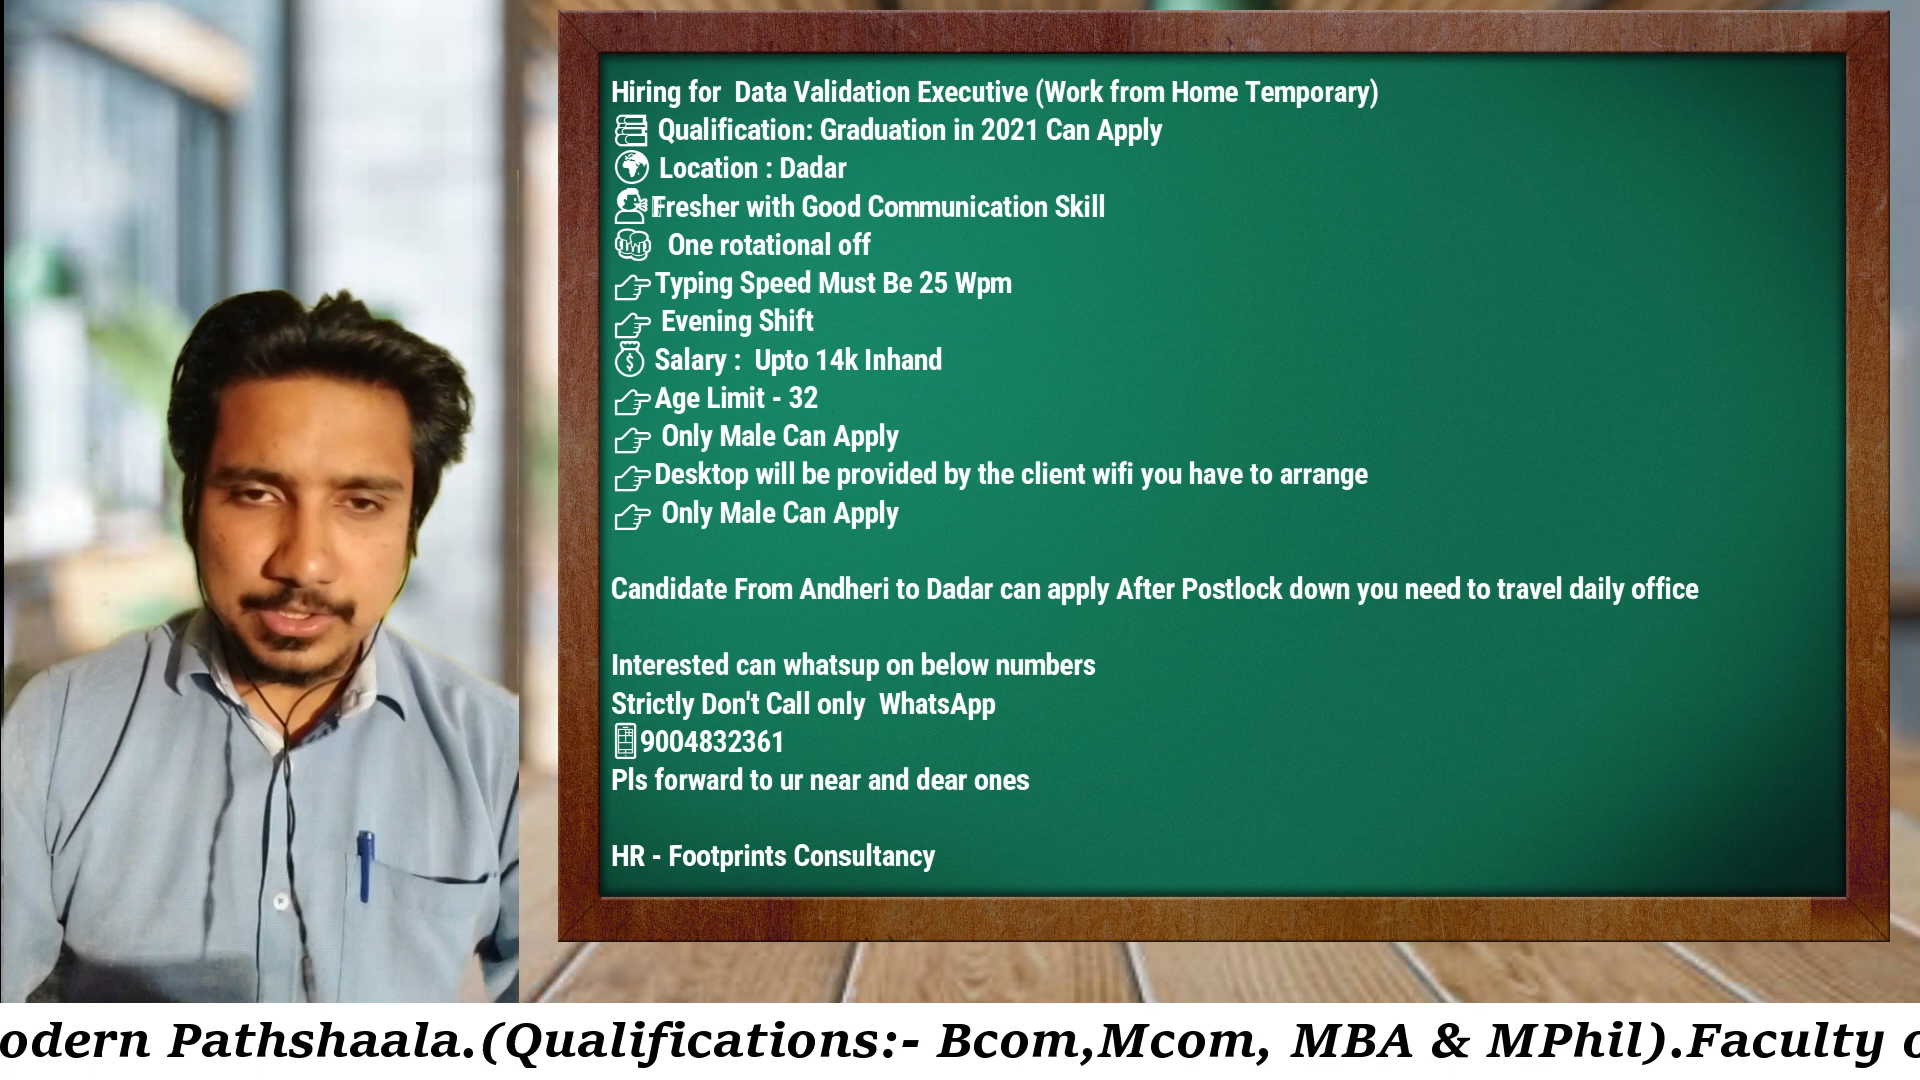 Hiring for Data Validation Executive (Work from Home Temporary)
Qualification: Graduation in 2021 Can Apply
Location : Dadar
Fresher with Good Communication Skill
One rotational off
Typing Speed Must Be 25 Wpm
Evening Shift
Salary : Upto 14k Inhand
Age Limit - 32
Only Male Can Apply
Desktop will be provided by the client wifi you have to arrange
Only Male Can Apply
Candidate From Andheri to Dadar can apply After Postlock down you need to travel daily office
Interested can whatsup on below numbers
Strictly Don't Call only WhatsApp
9004832361
Pls forward to ur near and dear ones
HR - Footprints Consultancy
odern Pathshaala.(Qualifications:- Bcom,Mcom, MBA & MPhil).Faculty o